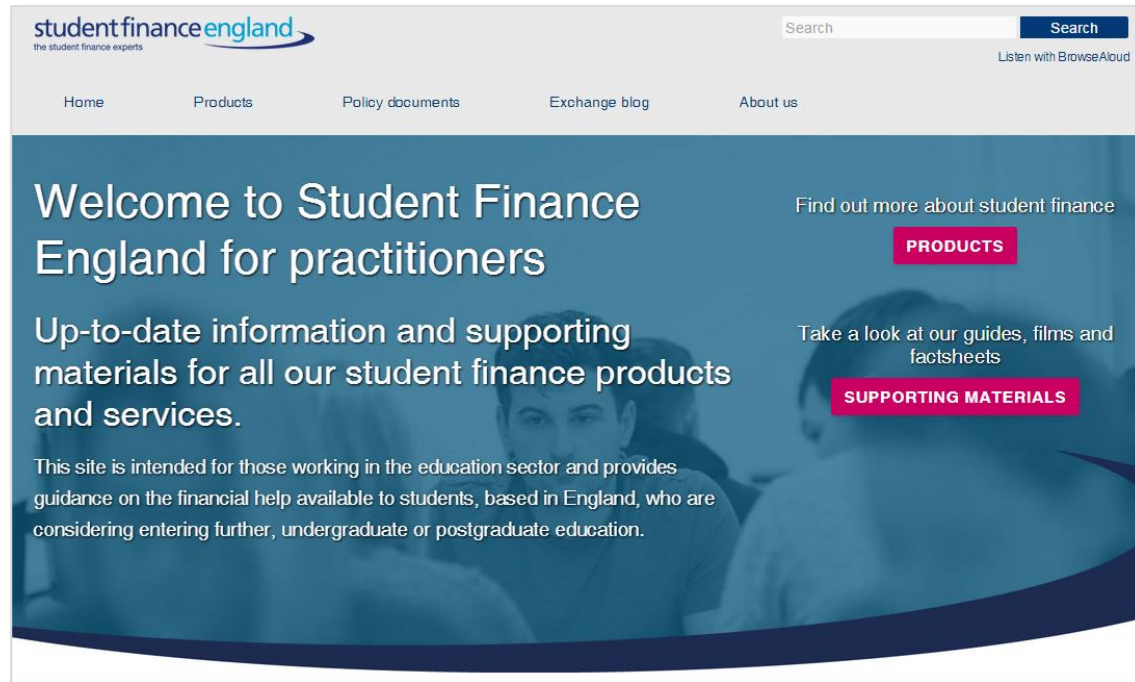 studentfinanceengland
the student finance experts
Search
Search
Listen with BrowseAloud
Home
Products
Policy documents
Exchange blog
About us
Welcome to Student Finance
England for practitioners
Up-to-date information and supporting
materials for all our student finance products
and services.
This site is intended for those working in the education sector and provides
guidance on the financial help available to students, based in England, who are
considering entering further, undergraduate or postgraduate education.
Find out more about student finance
PRODUCTS
Take a look at our guides, films and
factsheets
SUPPORTING MATERIALS